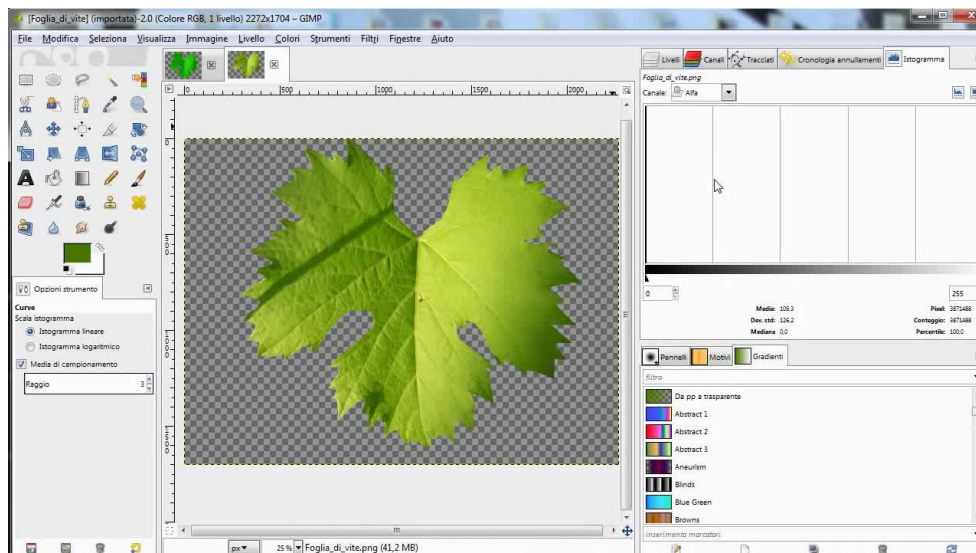 [Foglia_di_vite] (importata)-2.0 (Colore RGB, 1 livello) 2272x1704 – GIMP
File Modifica Seleziona Visualizza Immagine Livello Colori Strumenti Filtri Finestre Aiuto
Livelli Canali Tracciati Cronologia annullamenti Istogramma
Foglia_di_vite.png
Canale: Alfa
0 500 1000 1500 2000
0
500
1000
1500
0 255
Media: 109,3 Pixel: 3871488
Dev. std: 126,2 Conteggio: 3871488
Mediana 0,0 Percentile: 100,0
Opzioni strumento
Curve
Scala istogramma
Istogramma lineare
Istogramma logaritmico
Media di campionamento
Raggio 3
Pennelli Motivi Gradienti
filtro
Da pp a trasparente
Abstract 1
Abstract 2
Abstract 3
Aneurism
Blinds
Blue Green
Browns
inserimento marcatori
px 25 % Foglia_di_vite.png (41,2 MB)